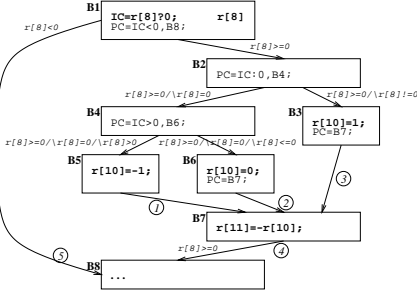 B1
IC=r[8]?0; r[8]
PC=IC<0,B8;
r[8]<0
r[8]>=0
B2
PC=IC:0,B4;
r[8]>=0/\r[8]=0
r[8]>=0/\r[8]!=0
B4
PC=IC>0,B6;
B3
r[10]=1;
PC=B7;
r[8]>=0/\r[8]=0/\r[8]>0
r[8]>=0/\r[8]=0/\r[8]<=0
B5
r[10]=-1;
B6
r[10]=0;
PC=B7;
3
1
2
B7
r[11]=-r[10];
5
r[8]>=0
4
B8
...